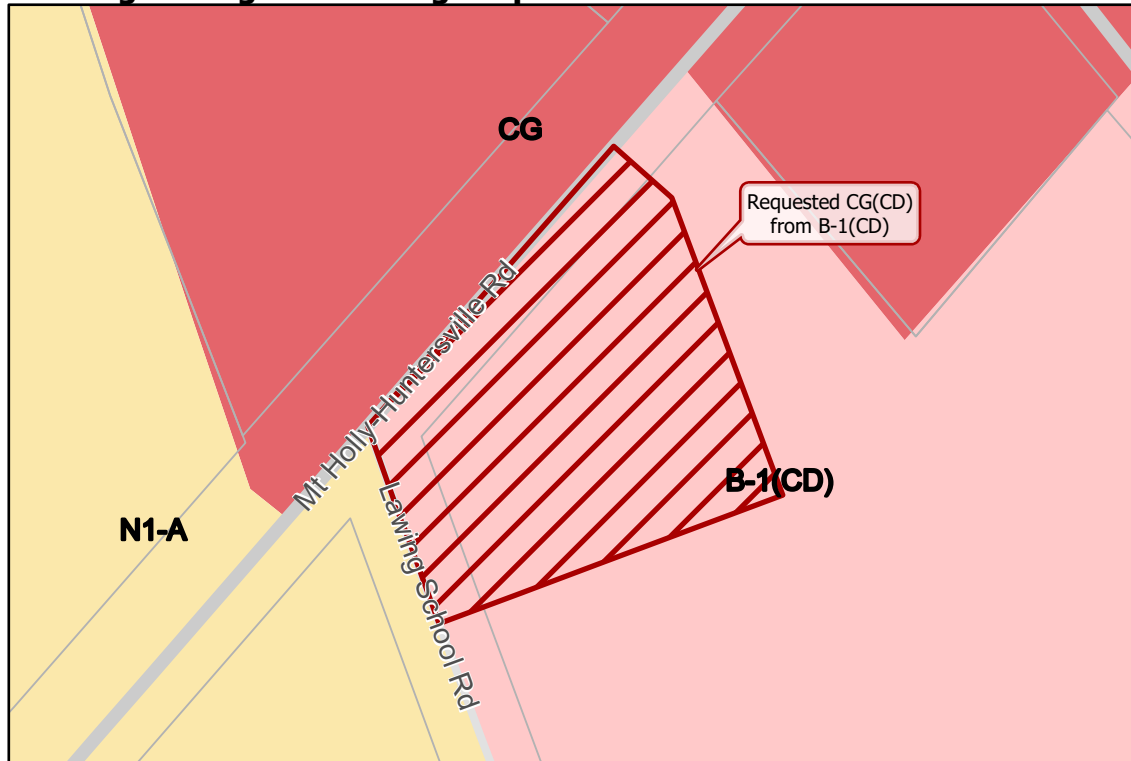 CG
Requested CG(CD)
from B-1(CD)
Mt Holly-Huntersville Rd
B-1(CD)
N1-A
Lawing School Rd